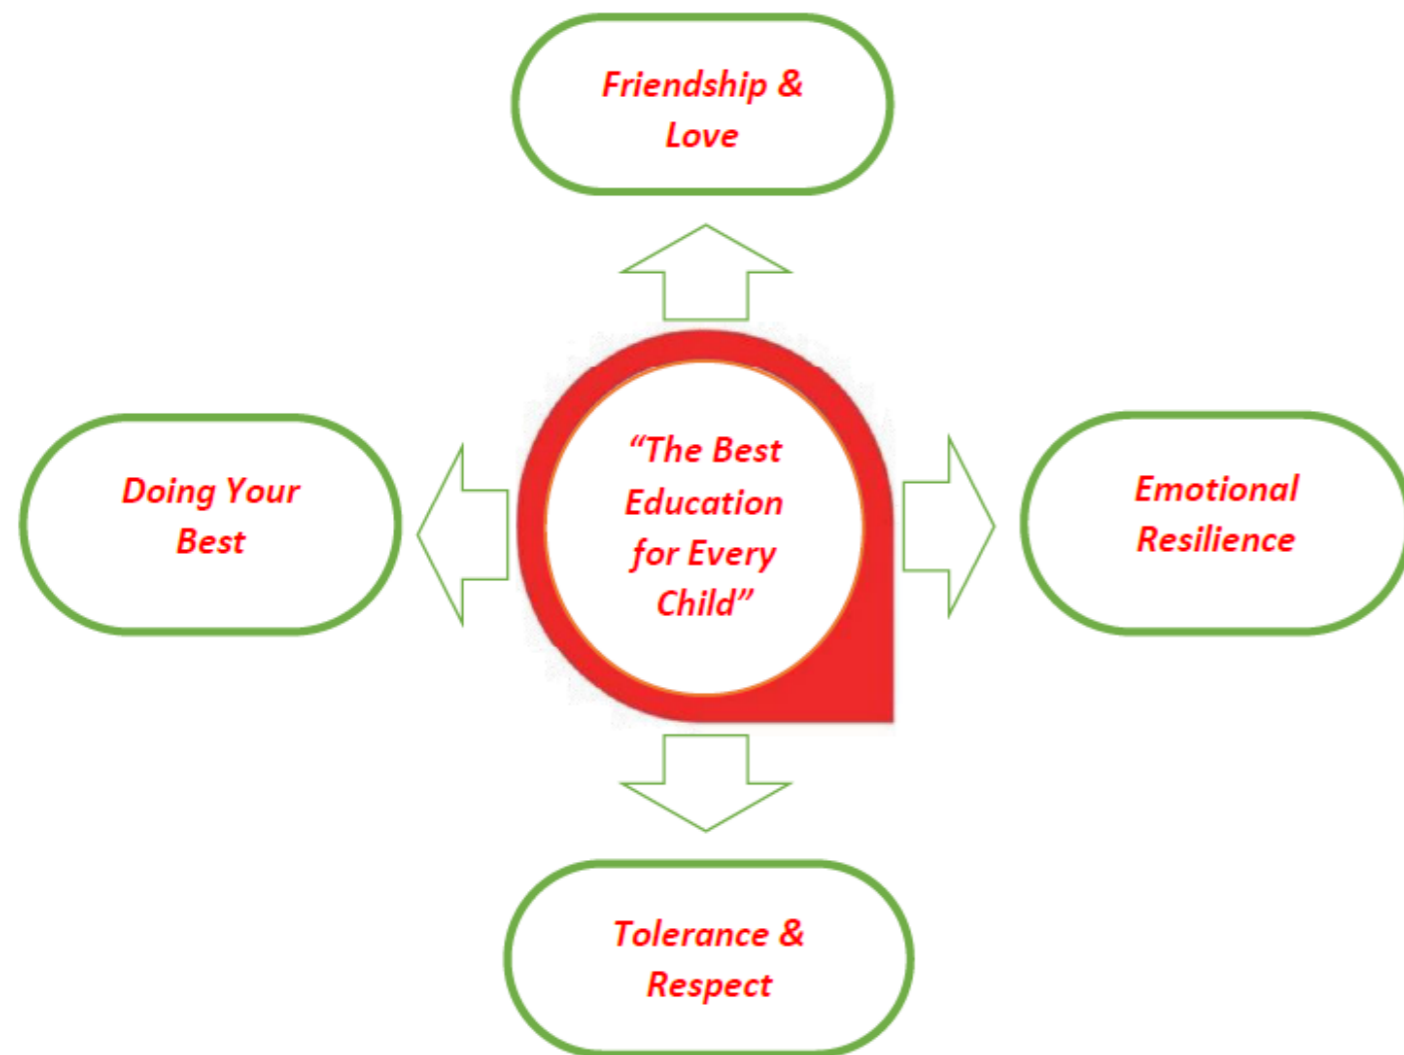 Friendship &
Love
Doing Your
Best
“The Best
Education
for Every
Child”
Emotional
Resilience
Tolerance &
Respect